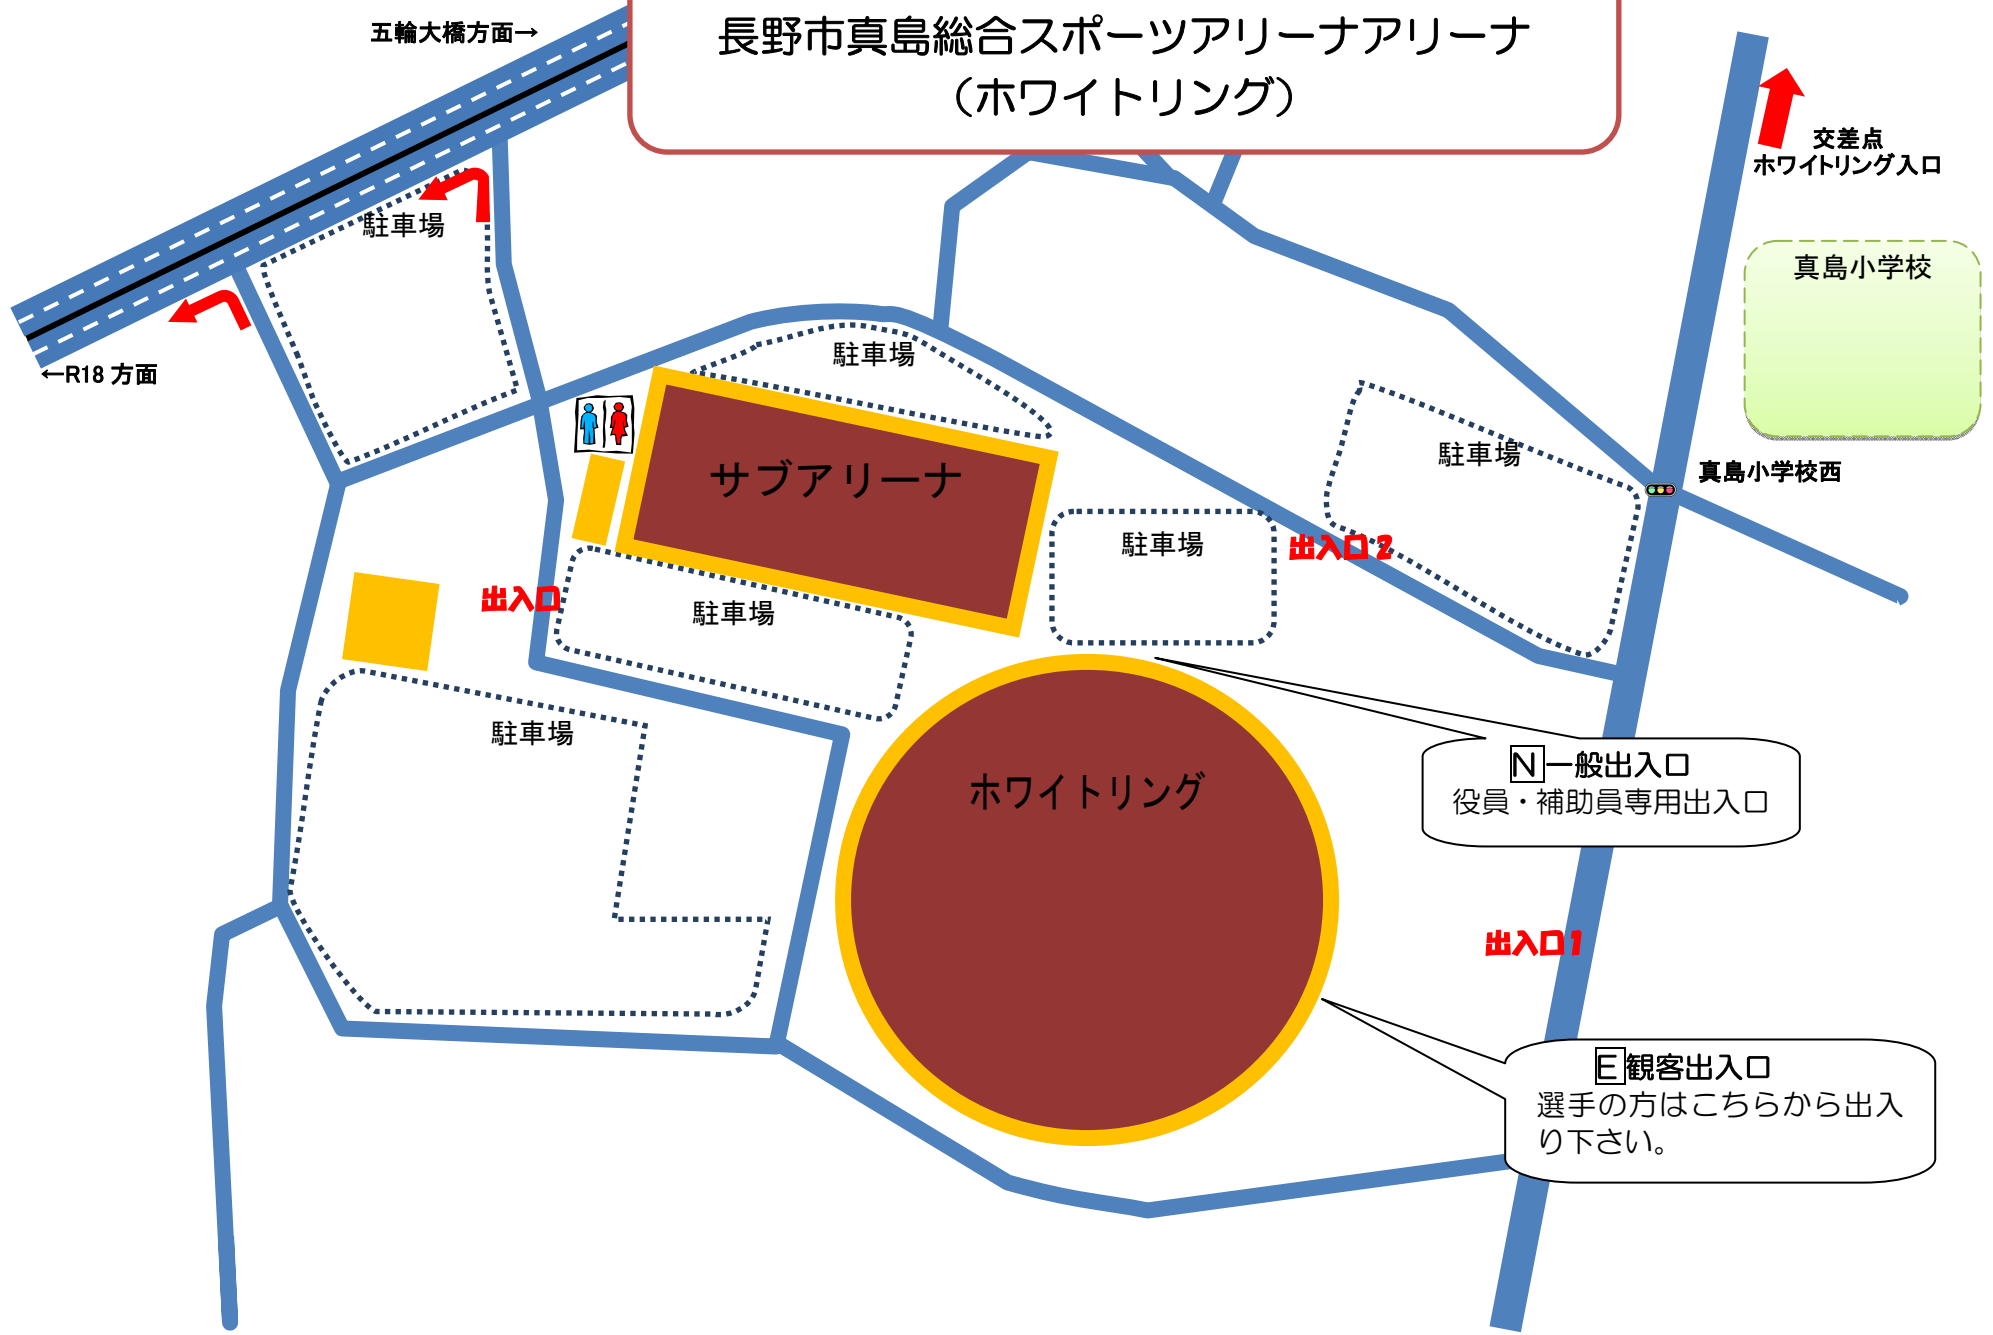 五輪大橋方面→
長野市真島総合スポーツアリーナアリーナ
（ホワイトリング）
交差点
ホワイトリング入口
駐車場
真島小学校
←R18 方面
駐車場
駐車場
サブアリーナ
真島小学校西
駐車場
出入口２
出入口
駐車場
駐車場
N一般出入口
役員・補助員専用出入口
ホワイトリング
出入口１
E観客出入口
選手の方はこちらから出入
り下さい。